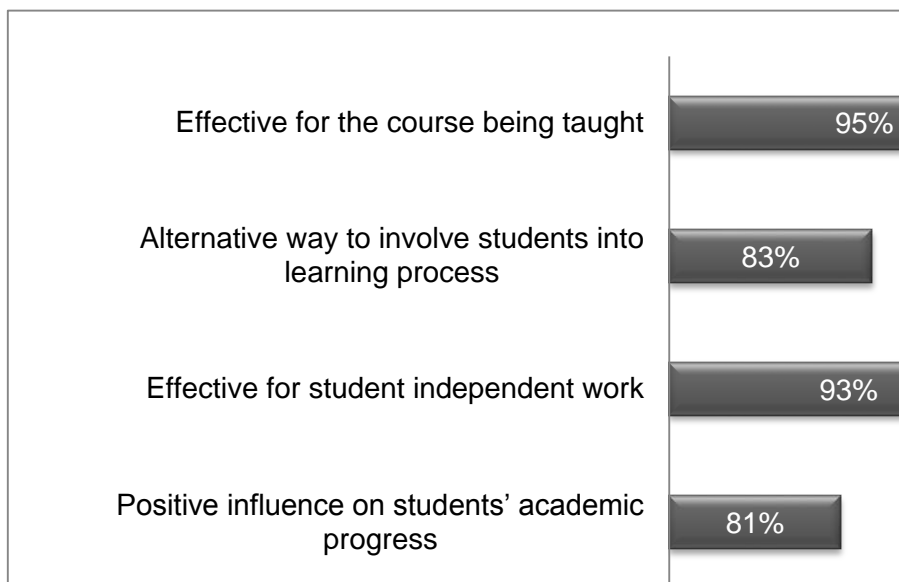 Effective for the course being taught
95%
Alternative way to involve students into
learning process
83%
Effective for student independent work
93%
Positive influence on students’ academic
progress
81%